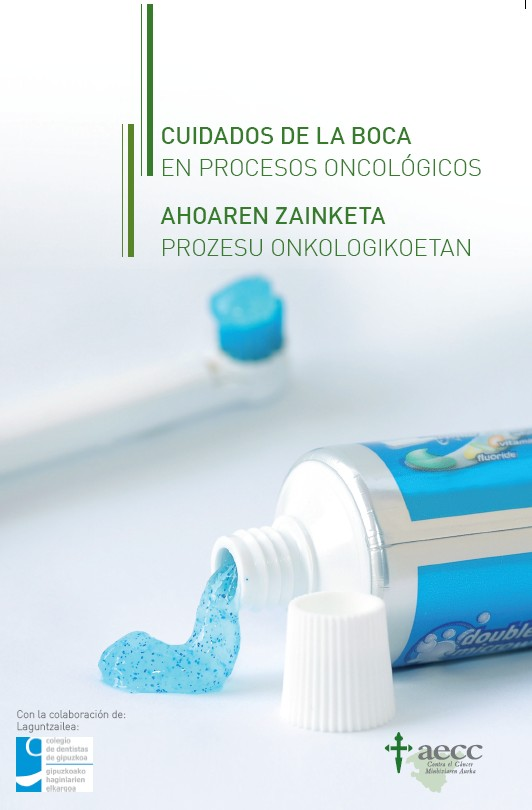 CUIDADOS DE LA BOCA
EN PROCESOS ONCOLÓGICOS
AHOAREN ZAINKETA
PROZESU ONKOLOGIKOETAN
fluoride
double
Con la colaboración de:
Laguntzailea:
colegio
de dentistas
de gipuzkoa
gipuzkoako
haginlarien
elkargoa
aecc
Contra el Cáncer
Minbiziaren Aurka